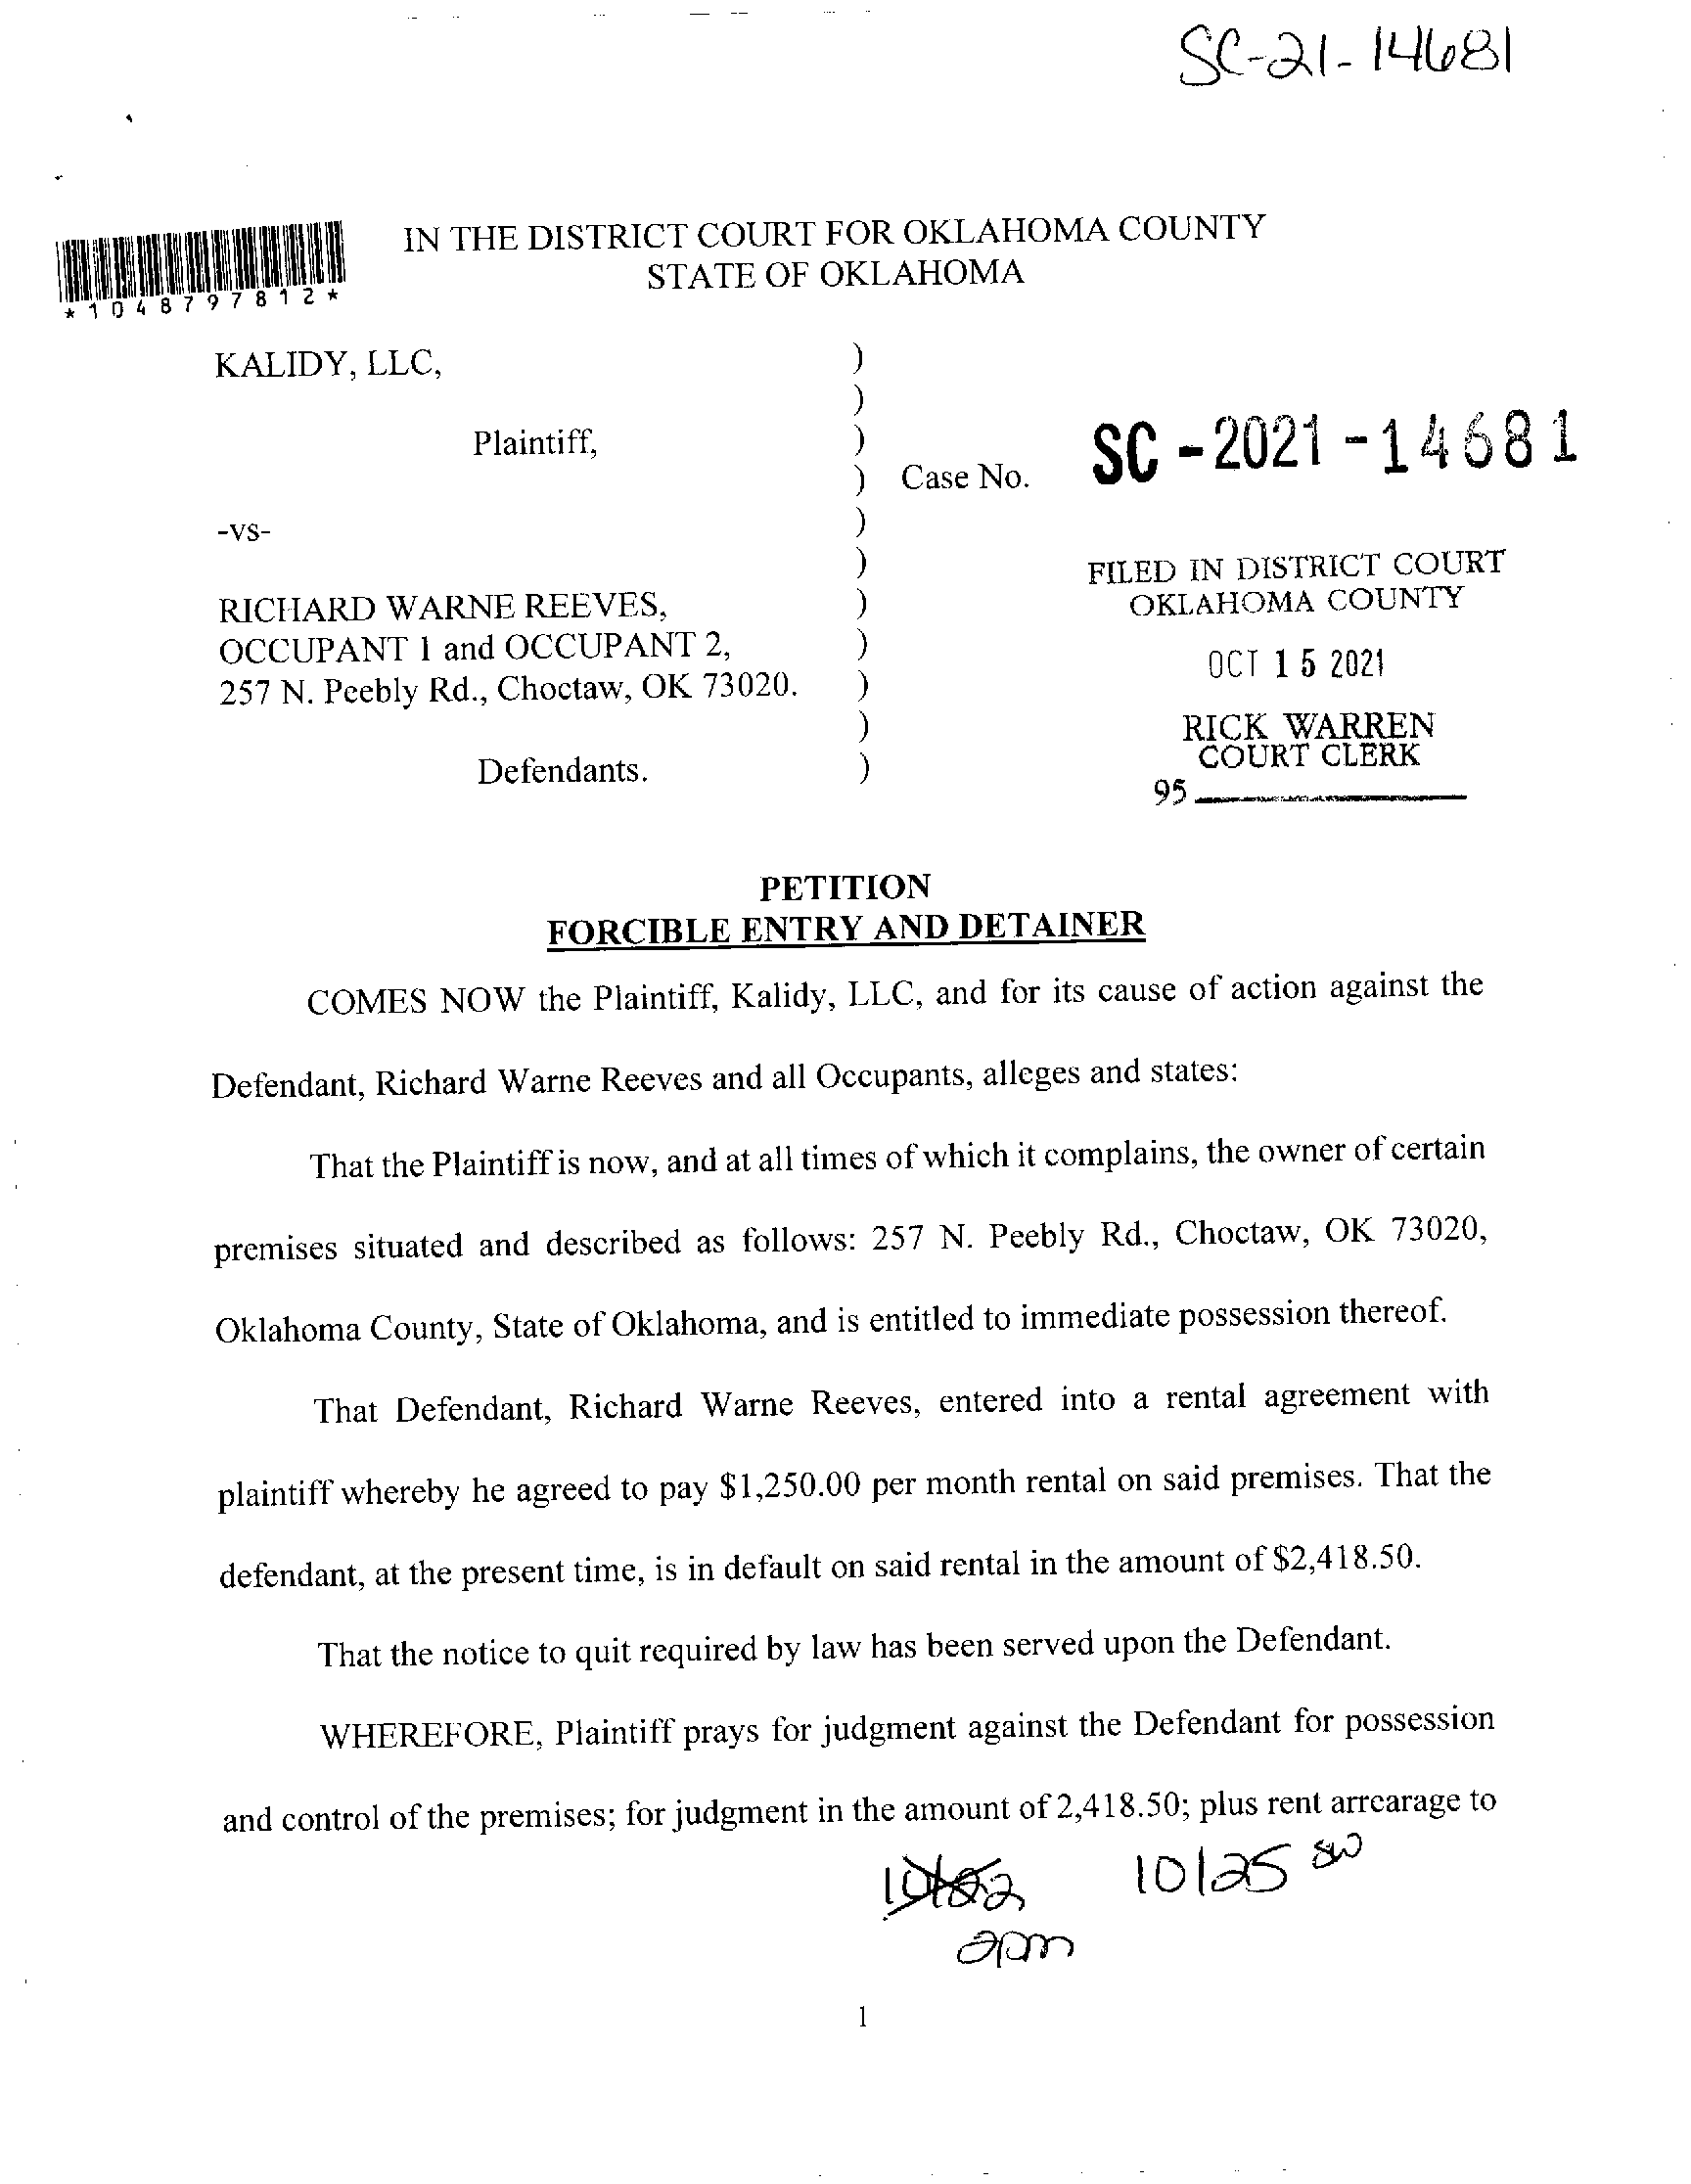 SC-21-14681
IN THE DISTRICT COURT FOR OKLAHOMA COUNTY
STATE OF OKLAHOMA
*1048797812*
KALIDY, LLC, )
)
Plaintiff, )
) Case No. SC-2021-14681
-vs- )
)
RICHARD WARNE REEVES, )
OCCUPANT 1 and OCCUPANT 2, )
257 N. Peebly Rd., Choctaw, OK 73020. )
)
Defendants. )
FILED IN DISTRICT COURT
OKLAHOMA COUNTY
OCT 15 2021
RICK WARREN
COURT CLERK
95
PETITION
FORCIBLE ENTRY AND DETAINER
COMES NOW the Plaintiff, Kalidy, LLC, and for its cause of action against the
Defendant, Richard Warne Reeves and all Occupants, alleges and states:
That the Plaintiff is now, and at all times of which it complains, the owner of certain
premises situated and described as follows: 257 N. Peebly Rd., Choctaw, OK 73020,
Oklahoma County, State of Oklahoma, and is entitled to immediate possession thereof.
That Defendant, Richard Warne Reeves, entered into a rental agreement with
plaintiff whereby he agreed to pay $1,250.00 per month rental on said premises. That the
defendant, at the present time, is in default on said rental in the amount of $2,418.50.
That the notice to quit required by law has been served upon the Defendant.
WHEREFORE, Plaintiff prays for judgment against the Defendant for possession
and control of the premises; for judgment in the amount of 2,418.50; plus rent arrearage to
10/25
2pm
1